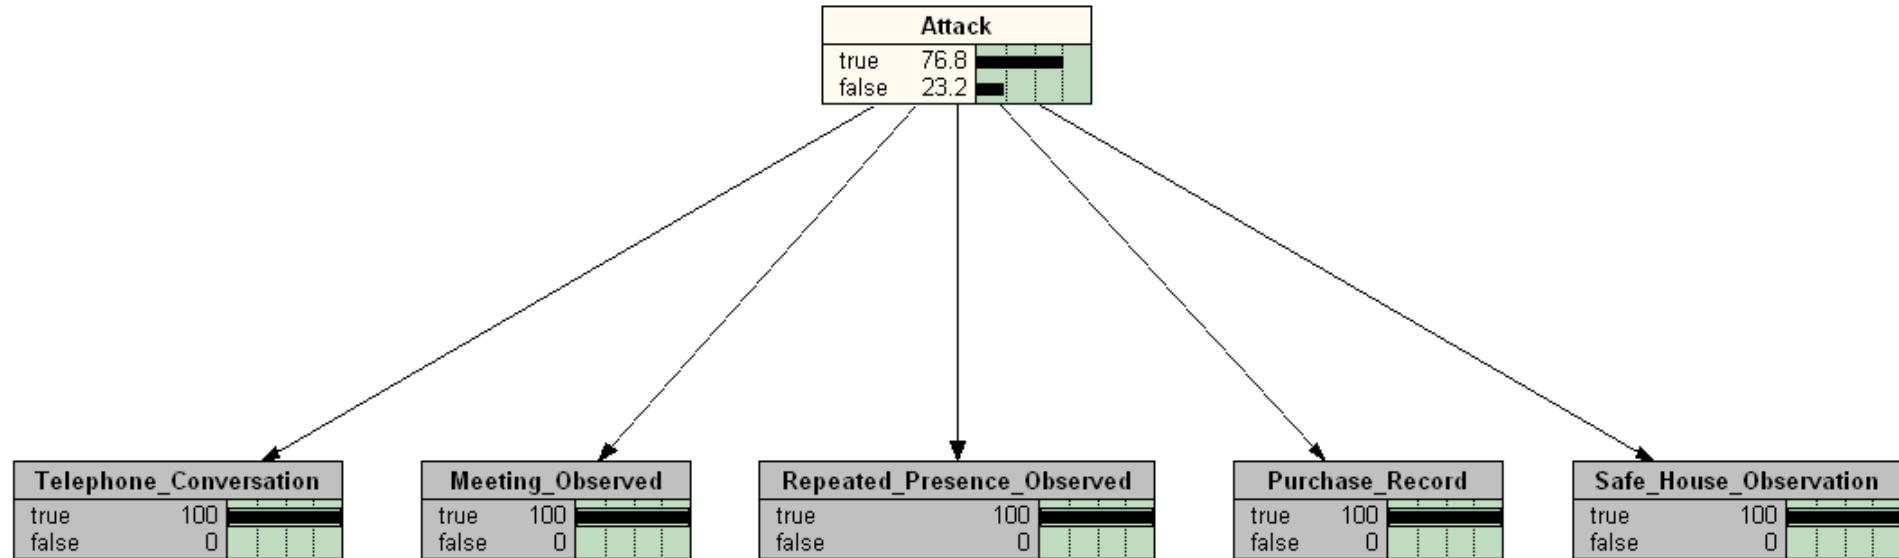 Attack
true 76.8
false 23.2
Telephone_Conversation
true 100
false 0
Meeting_Observed
true 100
false 0
Repeated_Presence_Observed
true 100
false 0
Purchase_Record
true 100
false 0
Safe_House_Observation
true 100
false 0